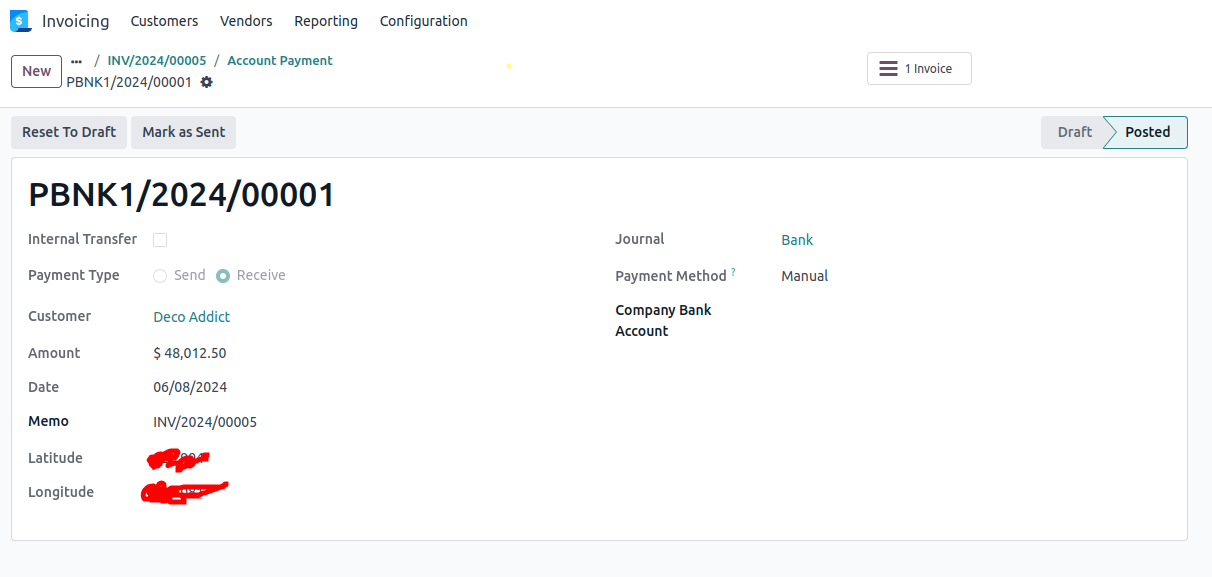 Invoicing Customers Vendors Reporting Configuration
New ... / INV/2024/00005 / Account Payment
PBNK1/2024/00001
1 Invoice
Reset To Draft Mark as Sent Draft Posted
PBNK1/2024/00001
Internal Transfer
Payment Type Send Receive
Customer Deco Addict
Amount $ 48,012.50
Date 06/08/2024
Memo INV/2024/00005
Latitude
Longitude
Journal Bank
Payment Method ? Manual
Company Bank
Account